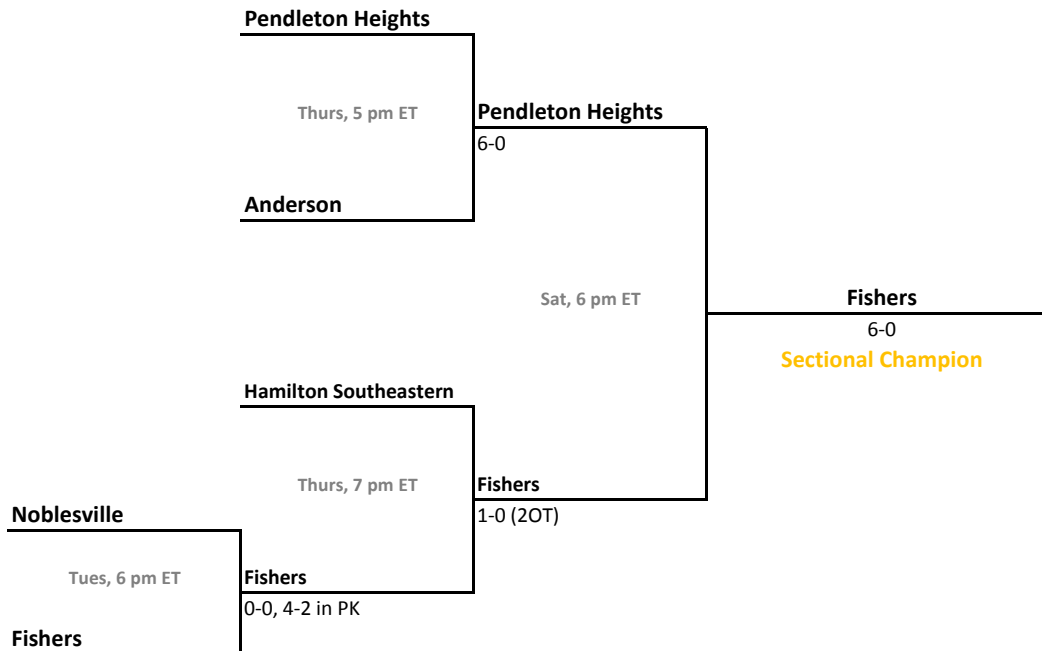 Pendleton Heights
Thurs, 5 pm ET
Pendleton Heights
6-0
Anderson
Sat, 6 pm ET
Fishers
6-0
Sectional Champion
Hamilton Southeastern
Thurs, 7 pm ET
Fishers
1-0 (2OT)
Noblesville
Tues, 6 pm ET
Fishers
0-0, 4-2 in PK
Fishers